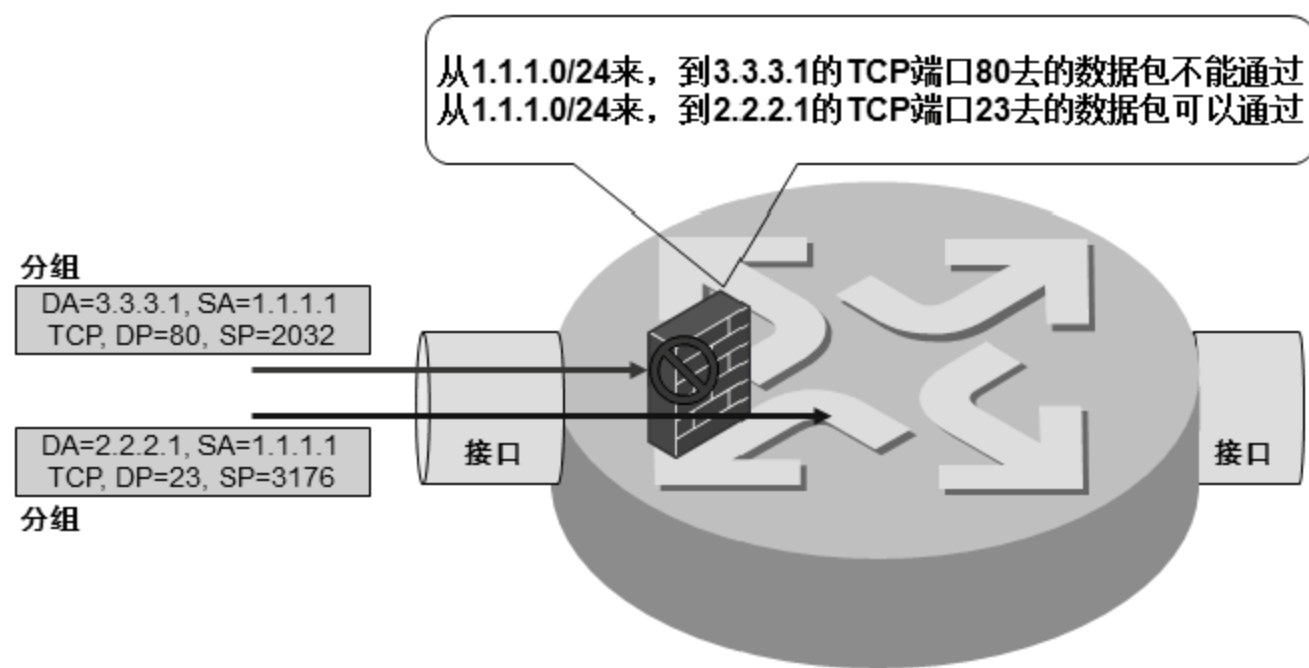 从1.1.1.0/24来，到3.3.3.1的TCP端口80去的数据包不能通过
从1.1.1.0/24来，到2.2.2.1的TCP端口23去的数据包可以通过
分组
DA=3.3.3.1, SA=1.1.1.1
TCP, DP=80, SP=2032
接口
接口
DA=2.2.2.1, SA=1.1.1.1
TCP, DP=23, SP=3176
分组